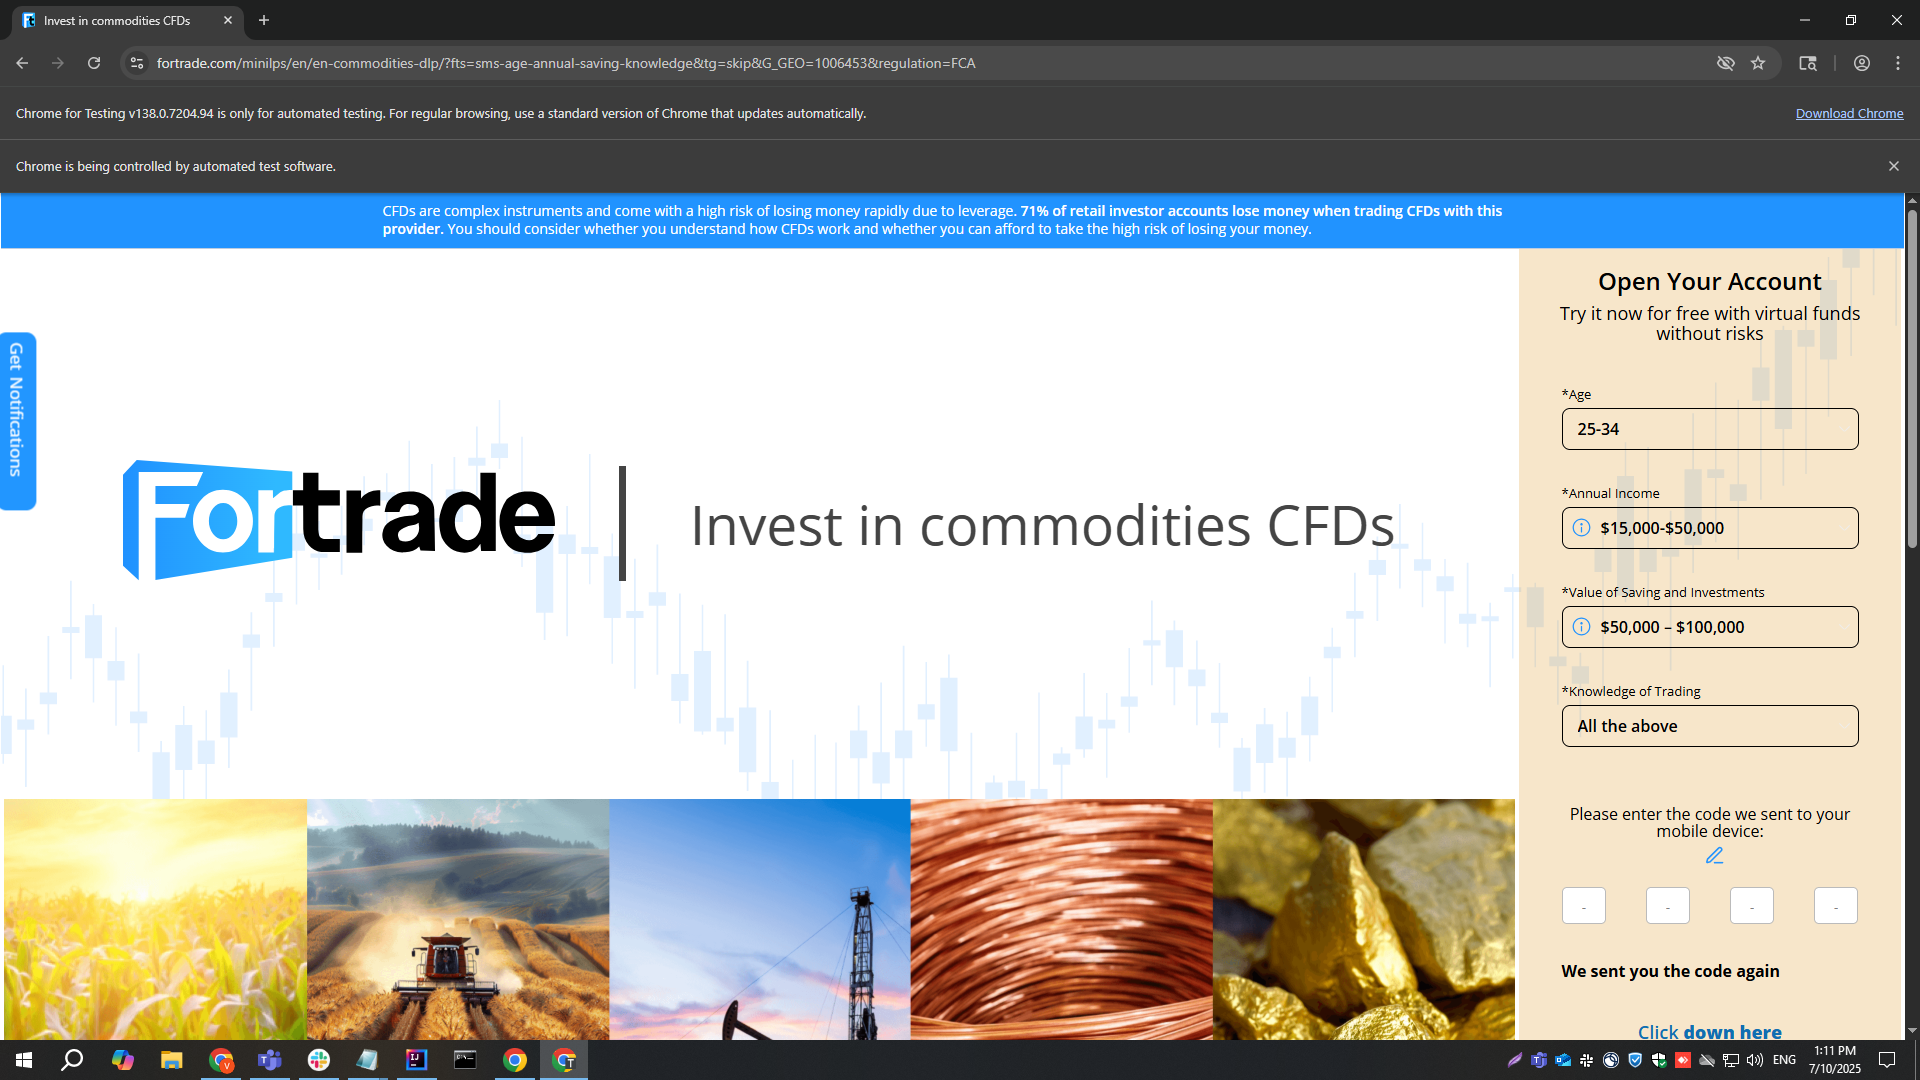 Invest in commodities CFDs
fortrade.com/minilps/en/en-commodities-dlp/?fts=sms-age-annual-saving-knowledge&tg=skip&G_GEO=1006453&regulation=FCA
Chrome for Testing v138.0.7204.94 is only for automated testing. For regular browsing, use a standard version of Chrome that updates automatically.
Download Chrome
Chrome is being controlled by automated test software.
CFDs are complex instruments and come with a high risk of losing money rapidly due to leverage. 71% of retail investor accounts lose money when trading CFDs with this
provider. You should consider whether you understand how CFDs work and whether you can afford to take the high risk of losing your money.
Get Notifications
Fortrade
Invest in commodities CFDs
Open Your Account
Try it now for free with virtual funds
without risks
*Age
25-34
*Annual Income
$15,000-$50,000
*Value of Saving and Investments
$50,000 – $100,000
*Knowledge of Trading
All the above
Please enter the code we sent to your
mobile device:
- - - -
We sent you the code again
Click down here
ENG
1:11 PM
7/10/2025